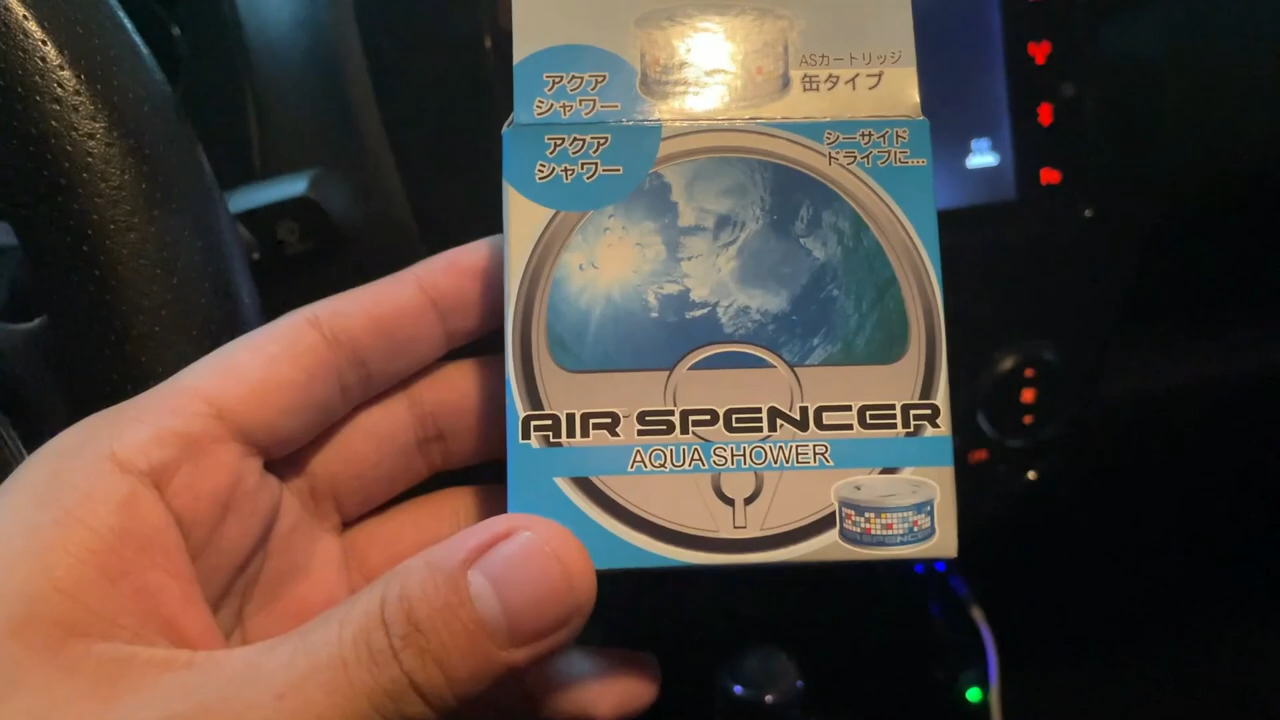 アクア
シャワー
ASカートリッジ
缶タイプ
アクア
シャワー
シーサイド
ドライブに...
AIR SPENCER
AQUA SHOWER
AIR SPENCER